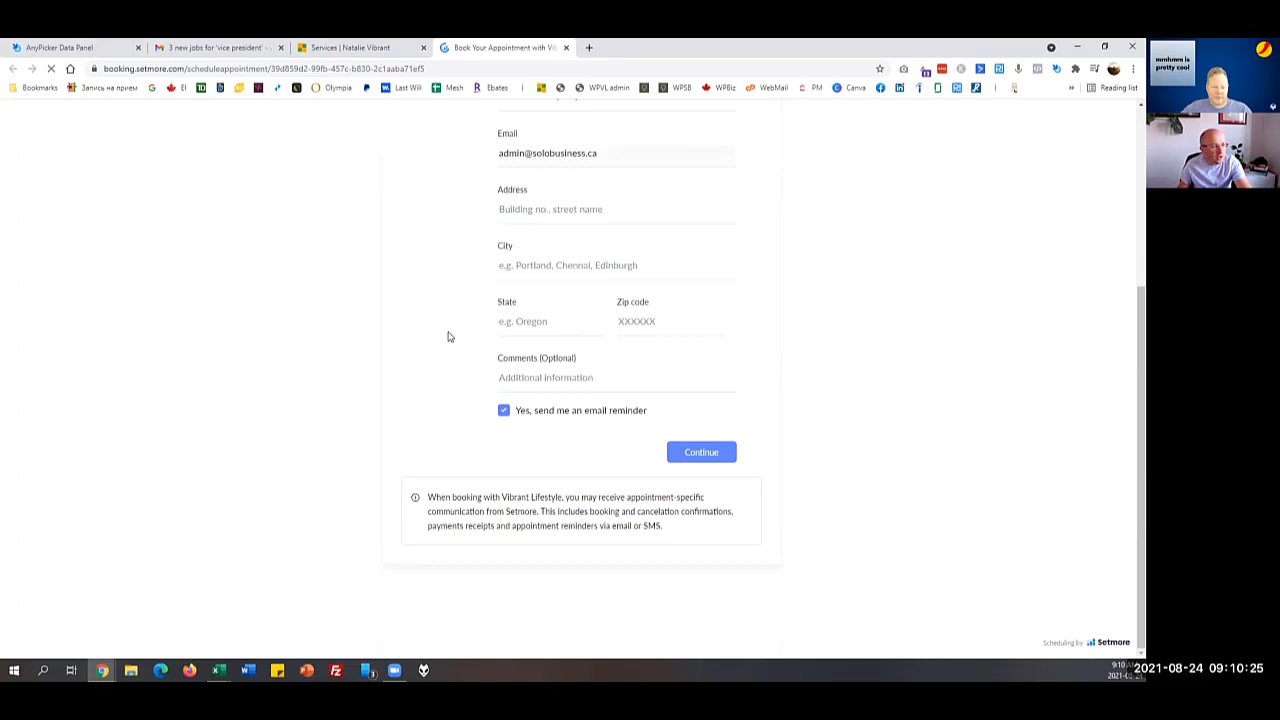 AnyPicker Data Panel
3 new jobs for 'vice president' -
Services | Natalie Vibrant
Book Your Appointment with Vib
booking.setmore.com/scheduleappointment/39d859d2-99fb-457c-b830-2c1aaba71ef5
Bookmarks
Запись на прием
EI
Olympia
Last Will
Mesh
Ebates
WPVL admin
WPSB
WPBiz
WebMail
PM
Canva
Reading list
mmhmm is
pretty cool
Email
admin@solobusiness.ca
Address
Building no., street name
City
e.g. Portland, Chennai, Edinburgh
State
Zip code
e.g. Oregon
XXXXXX
Comments (Optional)
Additional information
Yes, send me an email reminder
Continue
When booking with Vibrant Lifestyle, you may receive appointment-specific
communication from Setmore. This includes booking and cancelation confirmations,
payments receipts and appointment reminders via email or SMS.
Scheduling by Setmore
9:10
2021-08-24 09:10:25